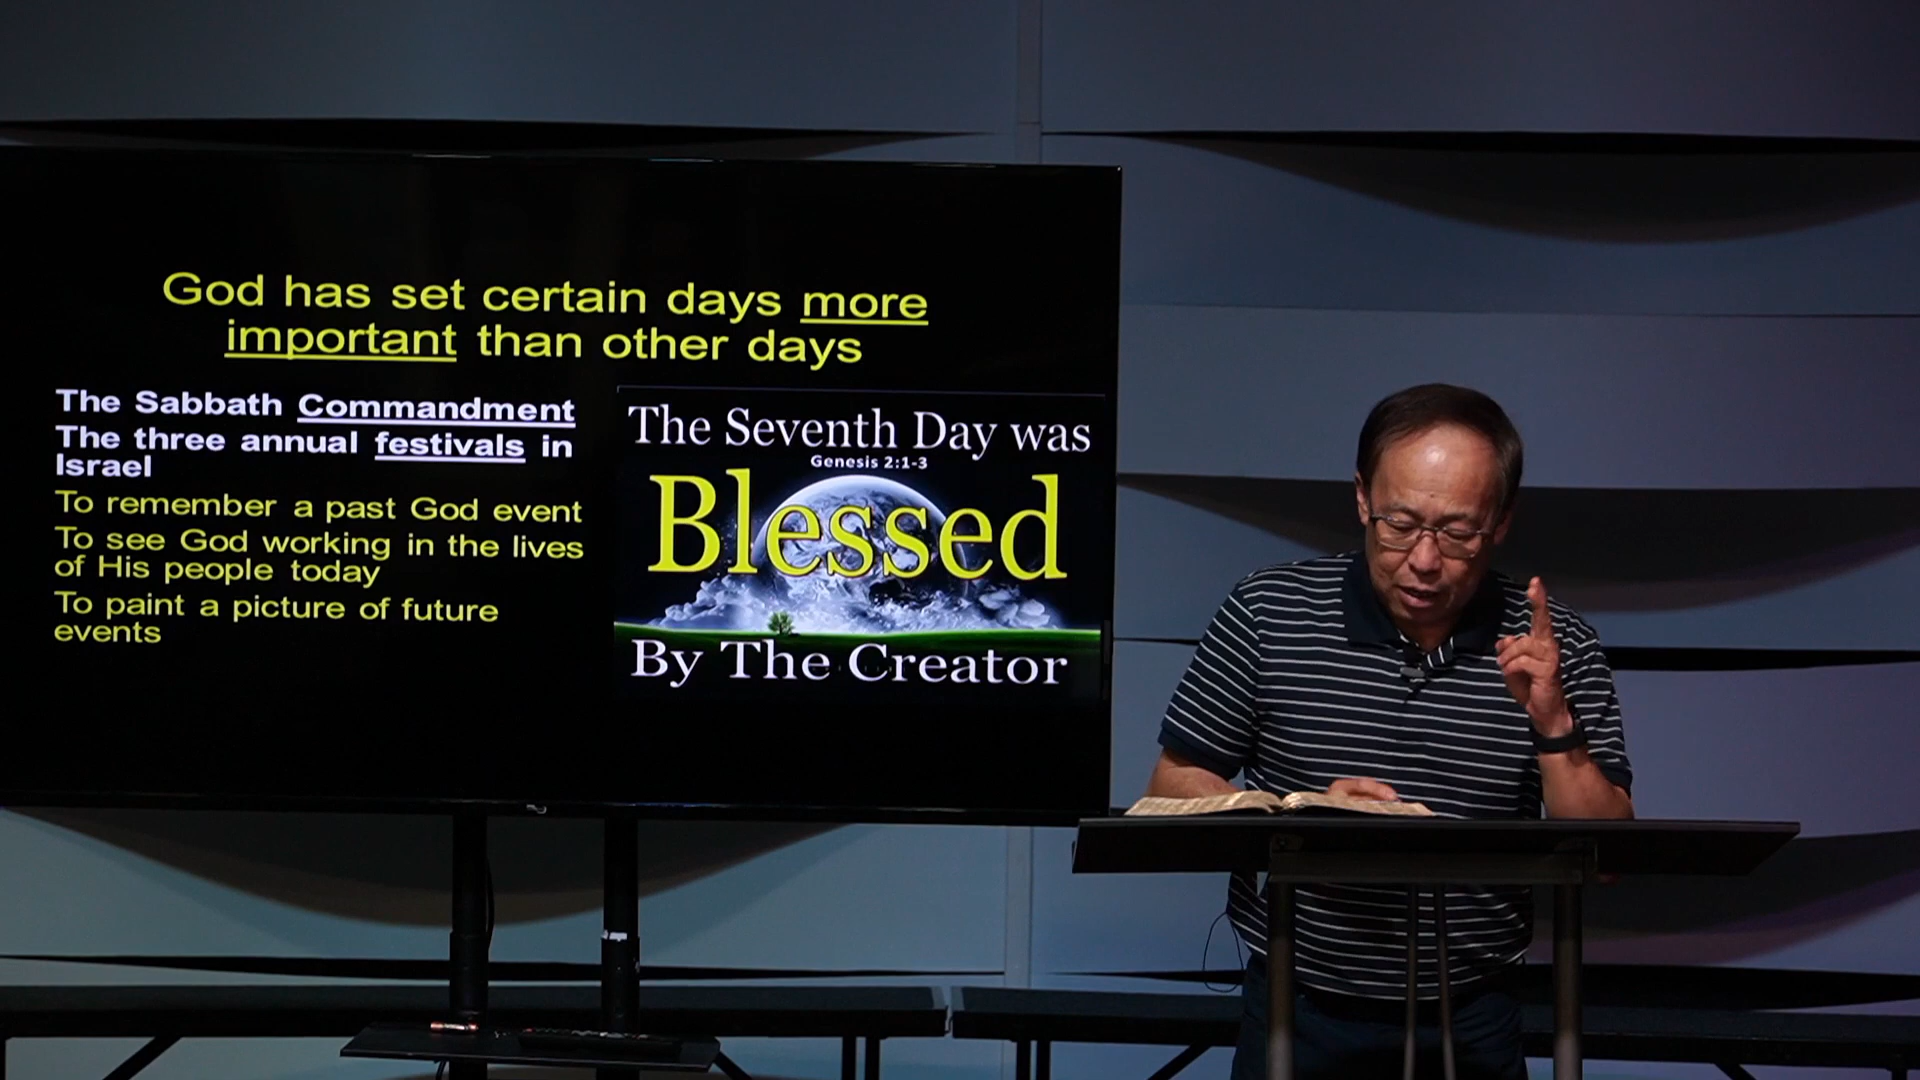 God has set certain days more
important than other days
The Sabbath Commandment
The three annual festivals in
Israel
To remember a past God event
To see God working in the lives
of His people today
To paint a picture of future
events
The Seventh Day was
Genesis 2:1-3
Blessed
By The Creator